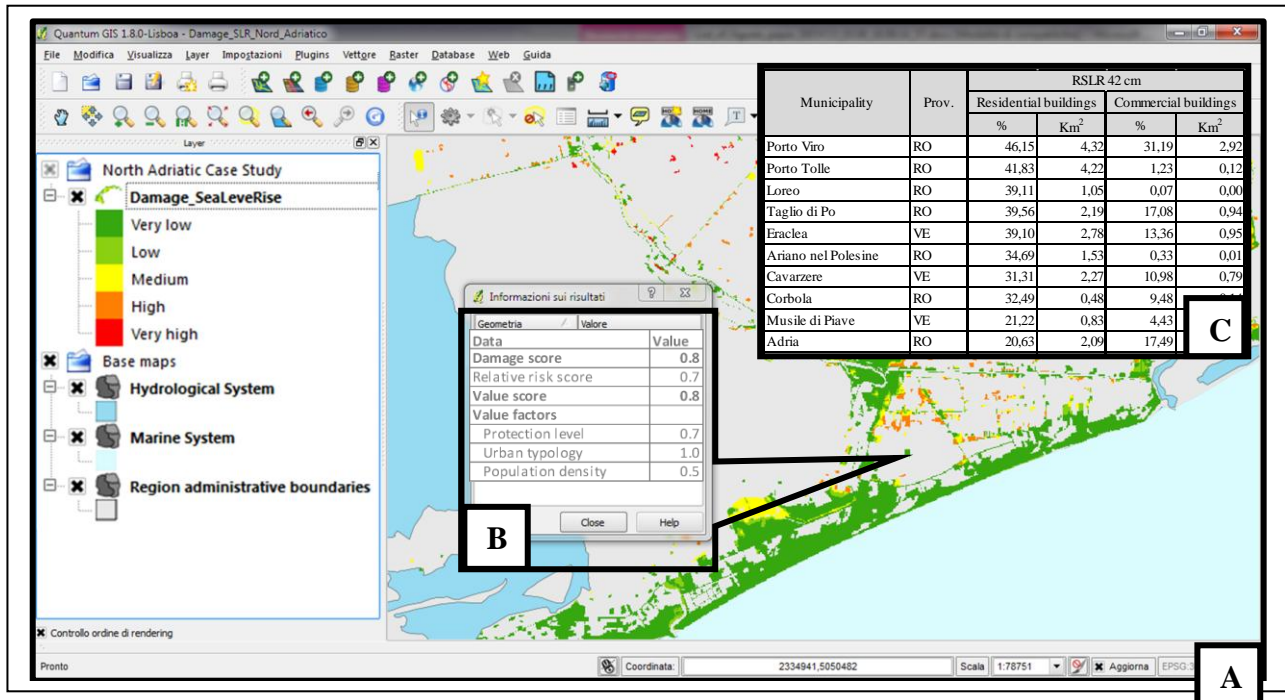 Quantum GIS 1.8.0-Lisboa - Damage_SLR_Nord_Adriatico
File Modifica Visualizza Layer Impostazioni Plugins Vettore Raster Database Web Guida
Layer
North Adriatic Case Study
Damage_SeaLeveRise
Very low
Low
Medium
High
Very high
Base maps
Hydrological System
Marine System
Region administrative boundaries
Controllo ordine di rendering
Informazioni sui risultati
Geometria / Valore
Data Value
Damage score 0.8
Relative risk score 0.7
Value score 0.8
Value factors
Protection level 0.7
Urban typology 1.0
Population density 0.5
Close Help
B
Municipality Prov. RSLR 42 cm
Residential buildings Commercial buildings
% Km² % Km²
Porto Viro RO 46,15 4,32 31,19 2,92
Porto Tolle RO 41,83 4,22 1,23 0,12
Loreo RO 39,11 1,05 0,07 0,00
Taglio di Po RO 39,56 2,19 17,08 0,94
Eraclea VE 39,10 2,78 13,36 0,95
Ariano nel Polesine RO 34,69 1,53 0,33 0,01
Cavarzere VE 31,31 2,27 10,98 0,79
Corbola RO 32,49 0,48 9,48
Musile di Piave VE 21,22 0,83 4,43
Adria RO 20,63 2,09 17,49
C
Pronto Coordinata: 2334941,5050482 Scala 1:78751 Aggiorna
A